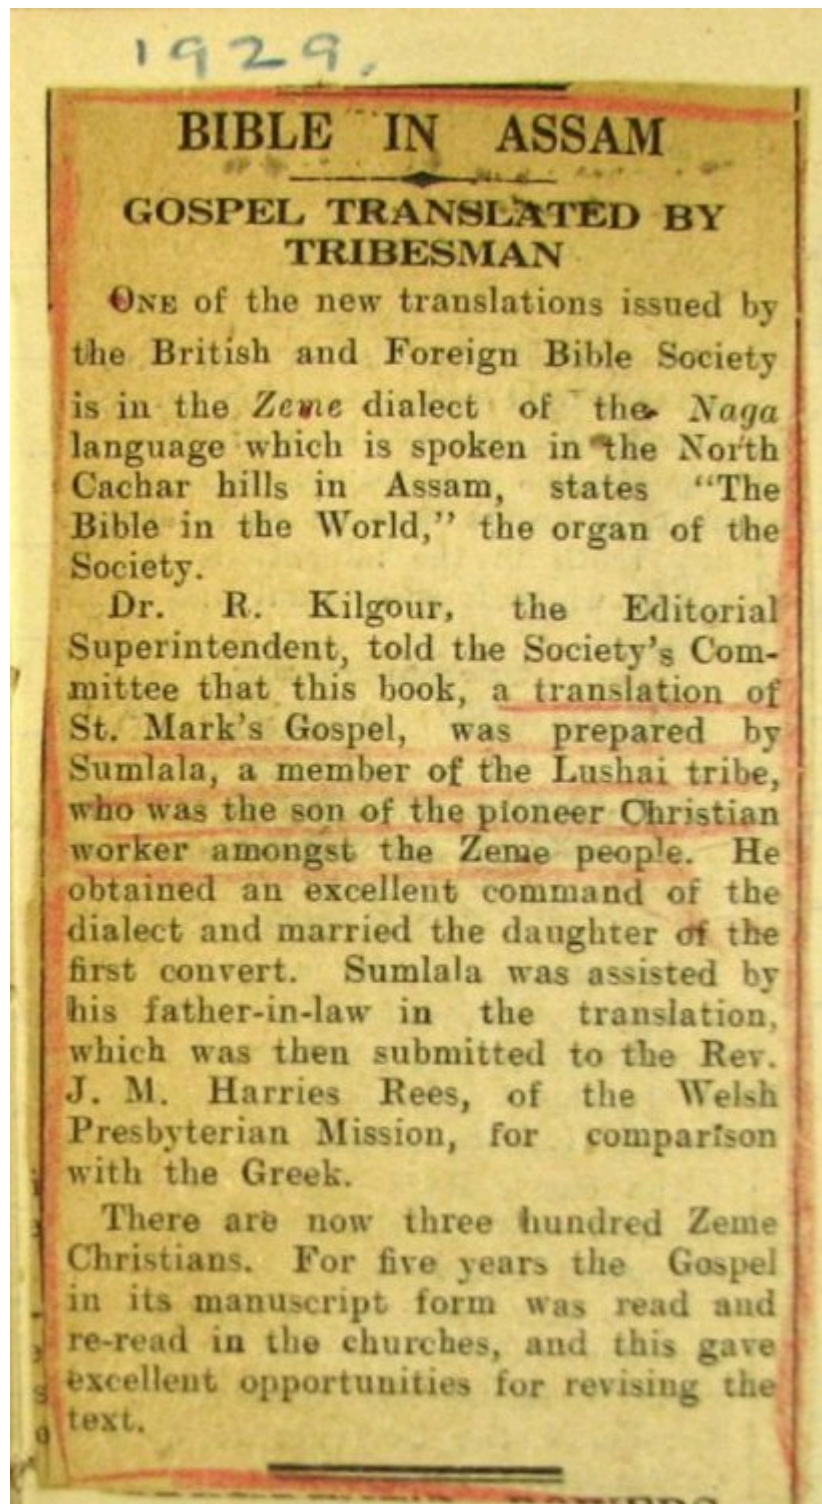 1929.
BIBLE IN ASSAM
GOSPEL TRANSLATED BY
TRIBESMAN
ONE of the new translations issued by
the British and Foreign Bible Society
is in the Zeme dialect of the Naga
language which is spoken in the North
Cachar hills in Assam, states "The
Bible in the World," the organ of the
Society.
Dr. R. Kilgour, the Editorial
Superintendent, told the Society's Com-
mittee that this book, a translation of
St. Mark's Gospel, was prepared by
Sumlala, a member of the Lushai tribe,
who was the son of the pioneer Christian
worker amongst the Zeme people. He
obtained an excellent command of the
dialect and married the daughter of the
first convert. Sumlala was assisted by
his father-in-law in the translation,
which was then submitted to the Rev.
J. M. Harries Rees, of the Welsh
Presbyterian Mission, for comparison
with the Greek.
There are now three hundred Zeme
Christians. For five years the Gospel
in its manuscript form was read and
re-read in the churches, and this gave
excellent opportunities for revising the
text.